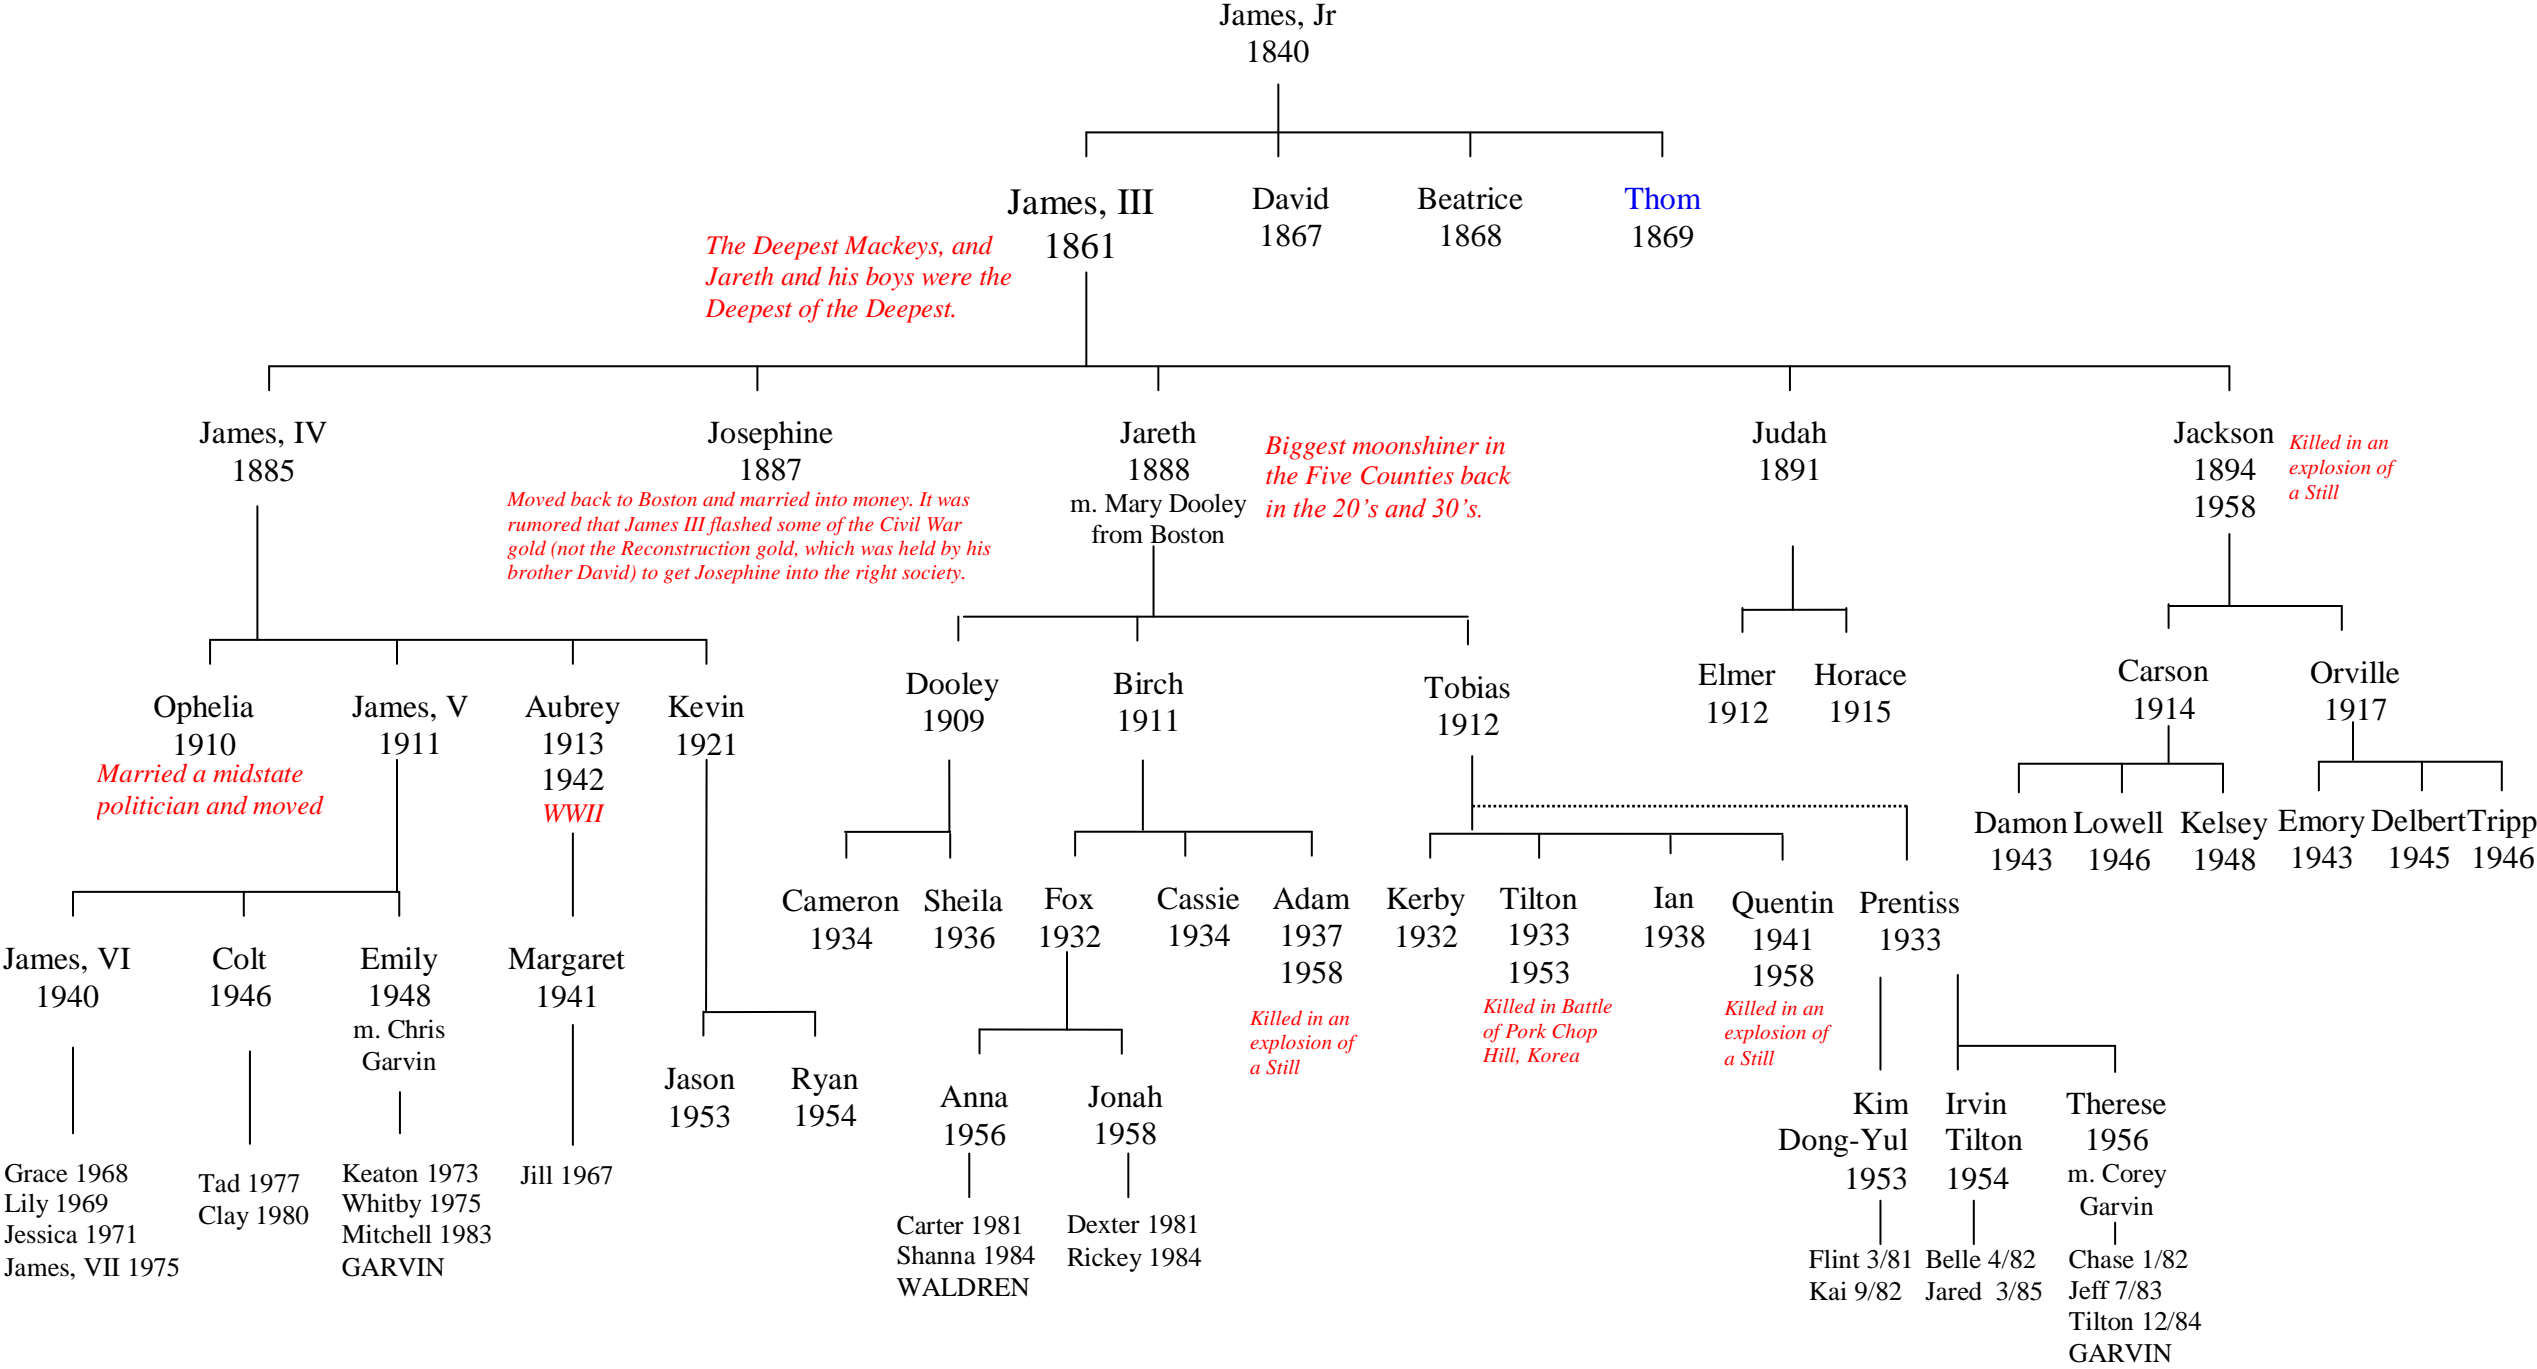 James, Jr
1840
James, III
1861
David
1867
Beatrice
1868
Thom
1869
The Deepest Mackeys, and
Jareth and his boys were the
Deepest of the Deepest.
James, IV
1885
Josephine
1887
Moved back to Boston and married into money. It was
rumored that James III flashed some of the Civil War
gold (not the Reconstruction gold, which was held by his
brother David) to get Josephine into the right society.
Jareth
1888
m. Mary Dooley
from Boston
Biggest moonshiner in
the Five Counties back
in the 20’s and 30’s.
Judah
1891
Jackson
1894
1958
Killed in an
explosion of
a Still
Ophelia
1910
Married a midstate
politician and moved
James, V
1911
Aubrey
1913
1942
WWII
Kevin
1921
Dooley
1909
Birch
1911
Tobias
1912
Elmer
1912
Horace
1915
Carson
1914
Orville
1917
Damon
1943
Lowell
1946
Kelsey
1948
Emory
1943
Delbert
1945
Tripp
1946
James, VI
1940
Colt
1946
Emily
1948
m. Chris
Garvin
Margaret
1941
Jason
1953
Ryan
1954
Cameron
1934
Sheila
1936
Fox
1932
Cassie
1934
Adam
1937
1958
Killed in an
explosion of
a Still
Kerby
1932
Tilton
1933
1953
Killed in Battle
of Pork Chop
Hill, Korea
Ian
1938
Quentin
1941
1958
Killed in an
explosion of
a Still
Prentiss
1933
Anna
1956
Jonah
1958
Kim
Dong-Yul
1953
Irvin
Tilton
1954
Therese
1956
m. Corey
Garvin
Grace 1968
Lily 1969
Jessica 1971
James, VII 1975
Tad 1977
Clay 1980
Keaton 1973
Whitby 1975
Mitchell 1983
GARVIN
Jill 1967
Carter 1981
Shanna 1984
WALDREN
Dexter 1981
Rickey 1984
Flint 3/81
Kai 9/82
Belle 4/82
Jared 3/85
Chase 1/82
Jeff 7/83
Tilton 12/84
GARVIN